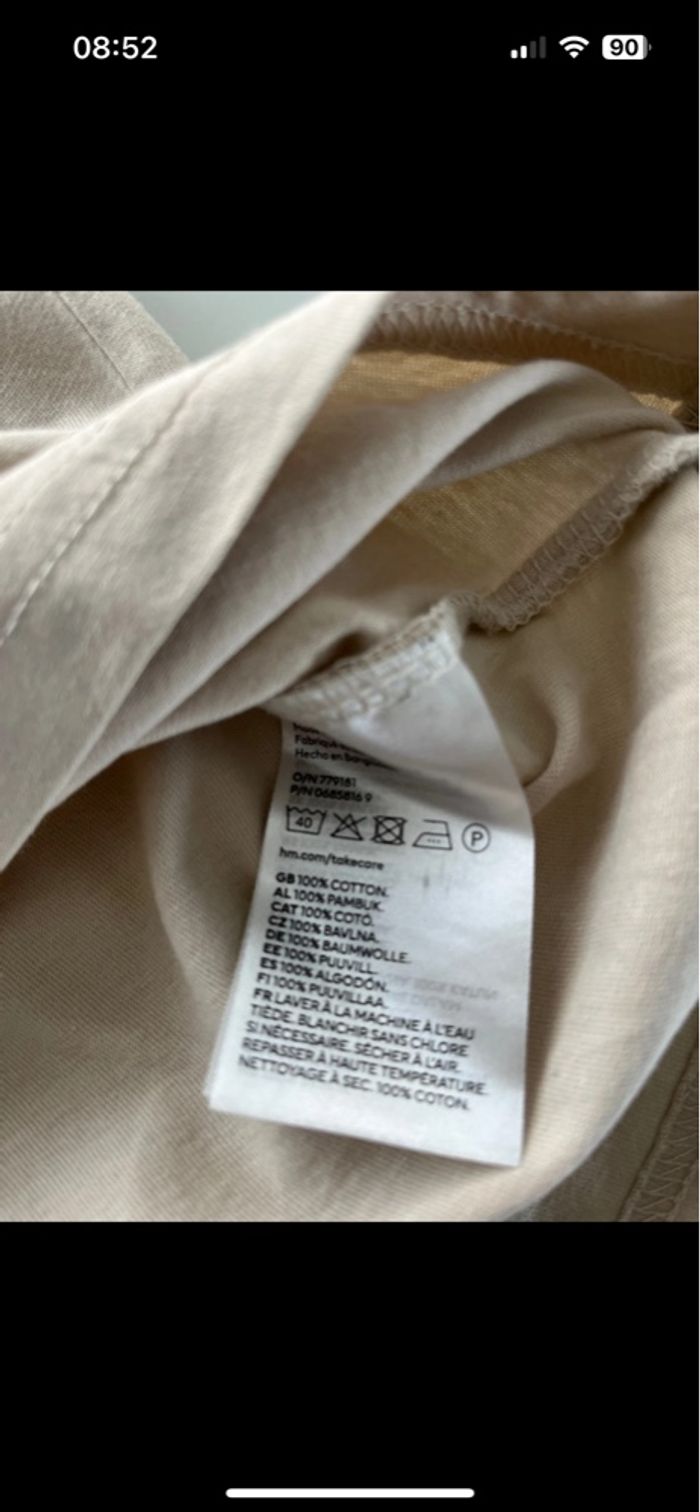 08:52
90
Hecho en
O/N 779181
P/N 0685816 9
40
P
hm.com/takecare
GB 100% COTTON.
AL 100% PAMBUK.
CAT 100% COTÓ.
CZ 100% BAVLNA.
DE 100% BAUMWOLLE.
EE 100% PUUVILL.
ES 100% ALGODÓN.
FI 100% PUUVILLAA.
FR LAVER À LA MACHINE À L'EAU
TIÈDE. BLANCHIR SANS CHLORE
SI NÉCESSAIRE. SÉCHER À L'AIR.
REPASSER À HAUTE TEMPÉRATURE.
NETTOYAGE À SEC. 100% COTON.